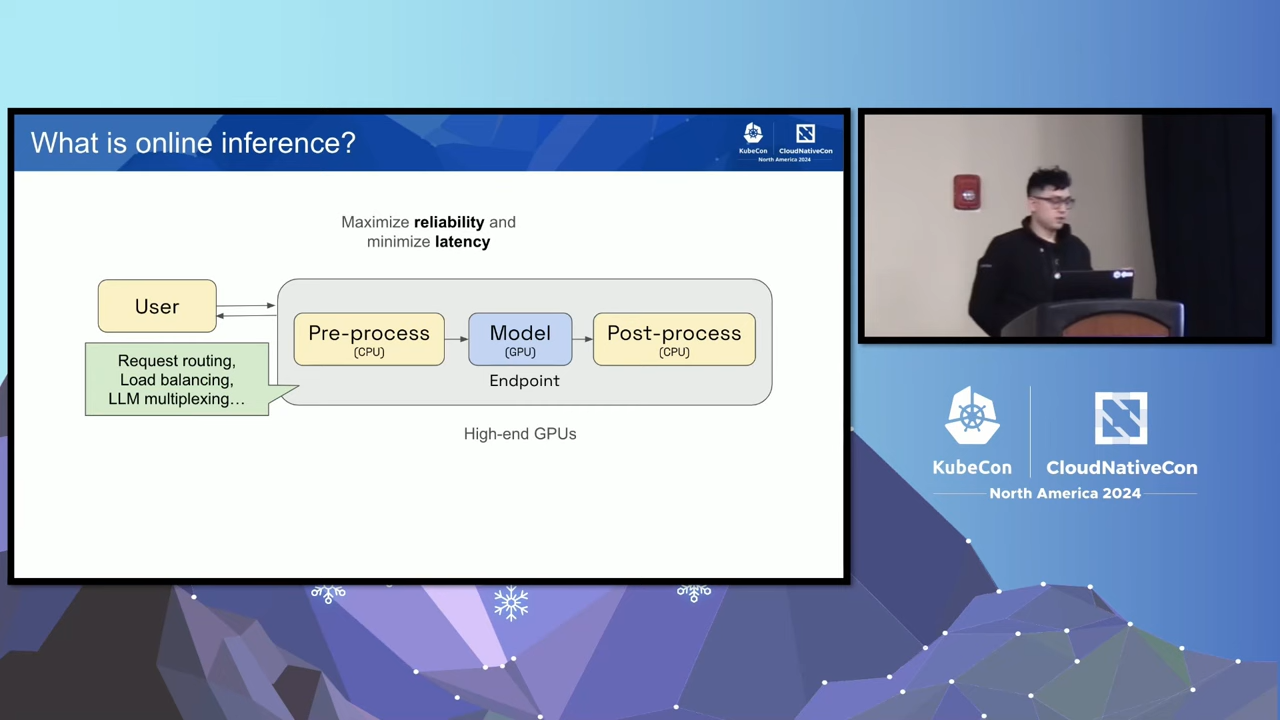 What is online inference?
KubeCon
CloudNativeCon
North America 2024
Maximize reliability and
minimize latency
User
Pre-process
(CPU)
Model
(GPU)
Post-process
(CPU)
Endpoint
Request routing,
Load balancing,
LLM multiplexing…
High-end GPUs
KubeCon
CloudNativeCon
North America 2024